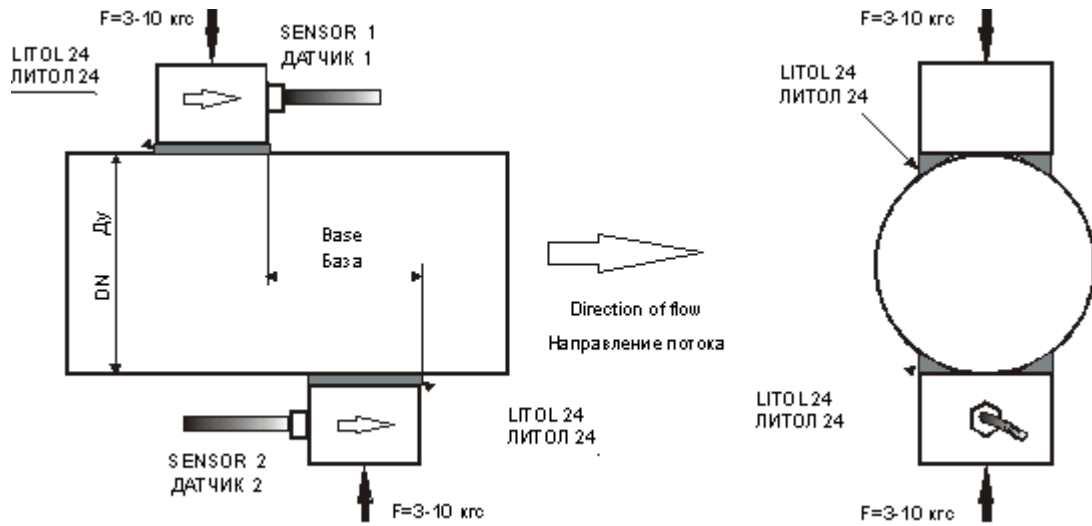 F=3-10 кгс
SENSOR 1
ДАТЧИК 1
LITOL 24
ЛИТОЛ 24
DN Ду
Base
База
Direction of flow
Направление потока
LITOL 24
ЛИТОЛ 24
SENSOR 2
ДАТЧИК 2
F=3-10 кгс
F=3-10 кгс
LITOL 24
ЛИТОЛ 24
LITOL 24
ЛИТОЛ 24
F=3-10 кгс